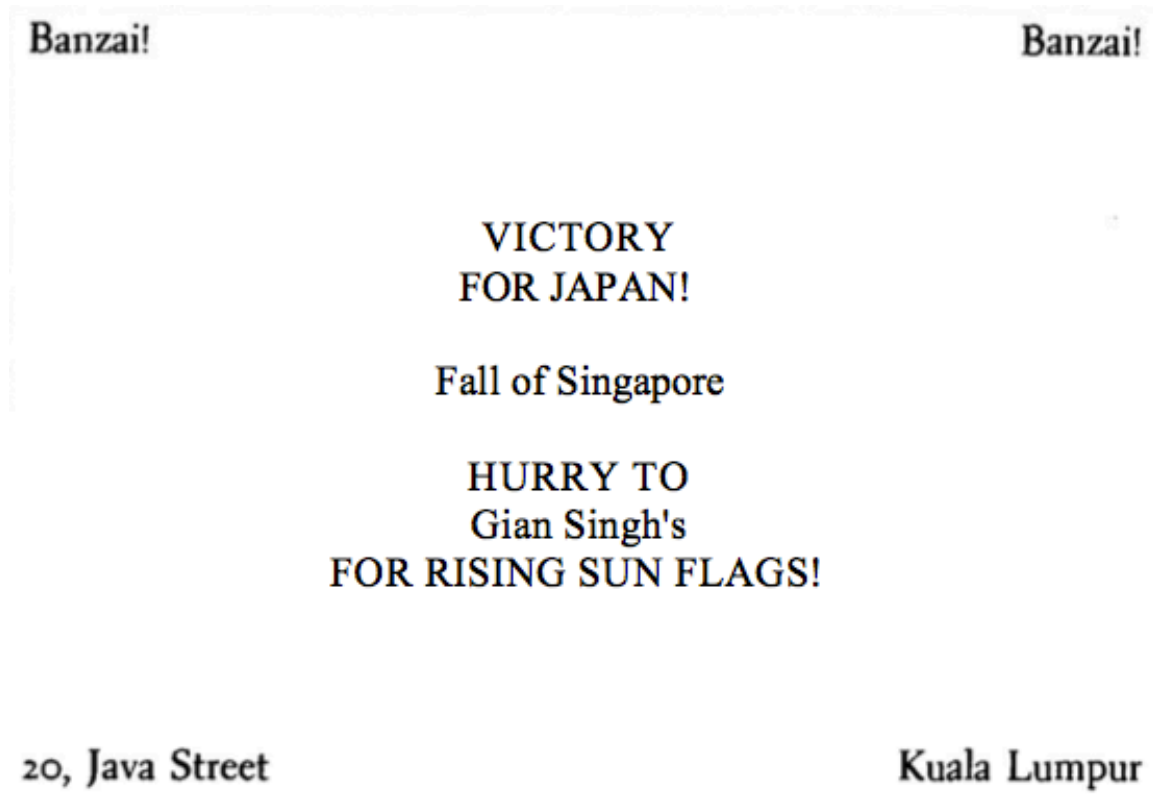 Banzai! Banzai!
VICTORY
FOR JAPAN!
Fall of Singapore
HURRY TO
Gian Singh's
FOR RISING SUN FLAGS!
20, Java Street Kuala Lumpur